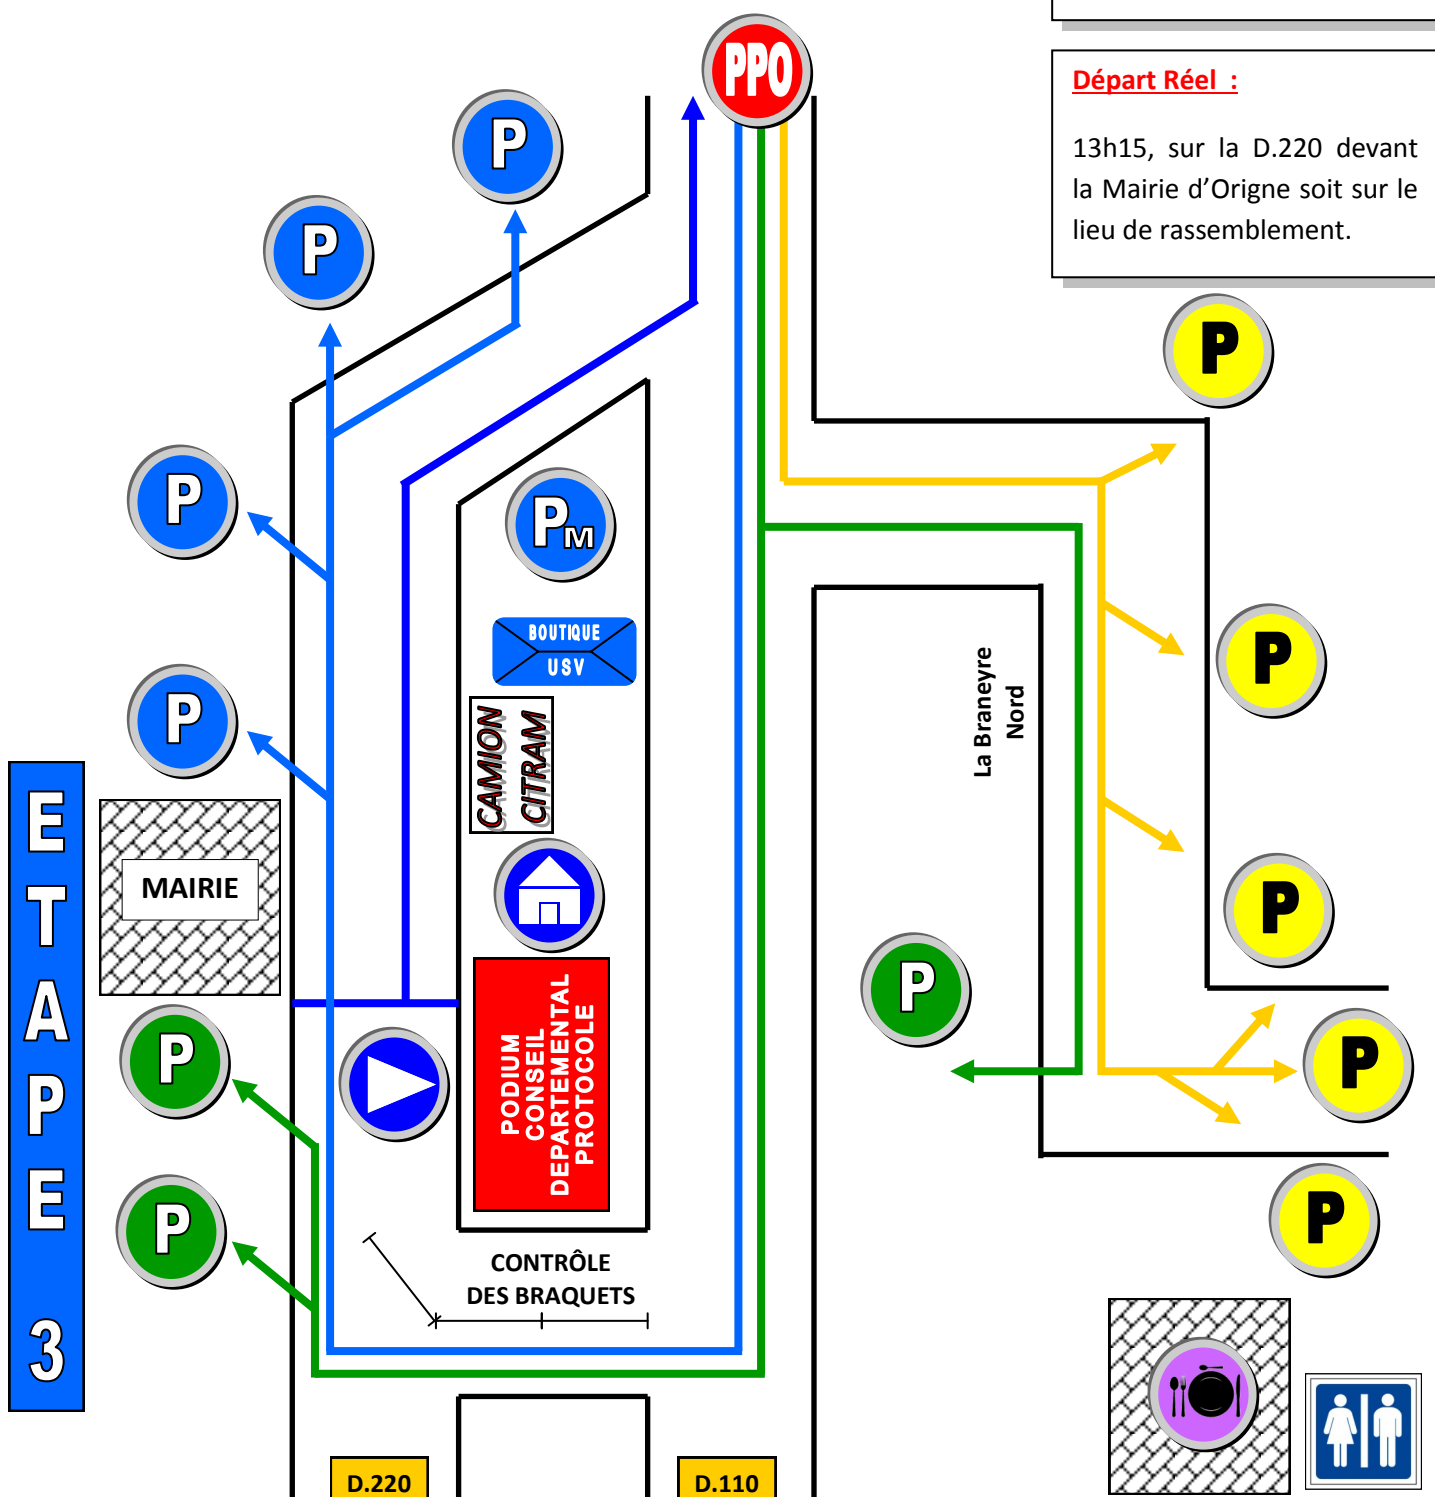 PPO
Départ Réel :
13h15, sur la D.220 devant
la Mairie d’Origne soit sur le
lieu de rassemblement.
P
P
P
P
PM
BOUTIQUE
USV
CAMION
CITRAM
La Braneyre
Nord
P
P
P
ETAPE 3
MAIRIE
P
PODIUM
CONSEIL
DEPARTEMENTAL
PROTOCOLE
P
P
P
P
P
CONTRÔLE
DES BRAQUETS
D.220
D.110